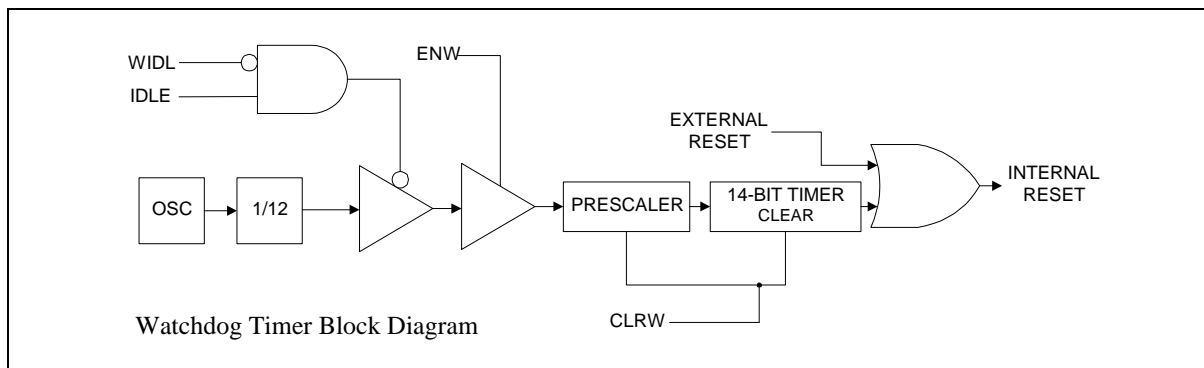 WIDL
IDLE
ENW
EXTERNAL
RESET
INTERNAL
RESET
OSC
1/12
PRESCALER
14-BIT TIMER
CLEAR
CLRW
Watchdog Timer Block Diagram